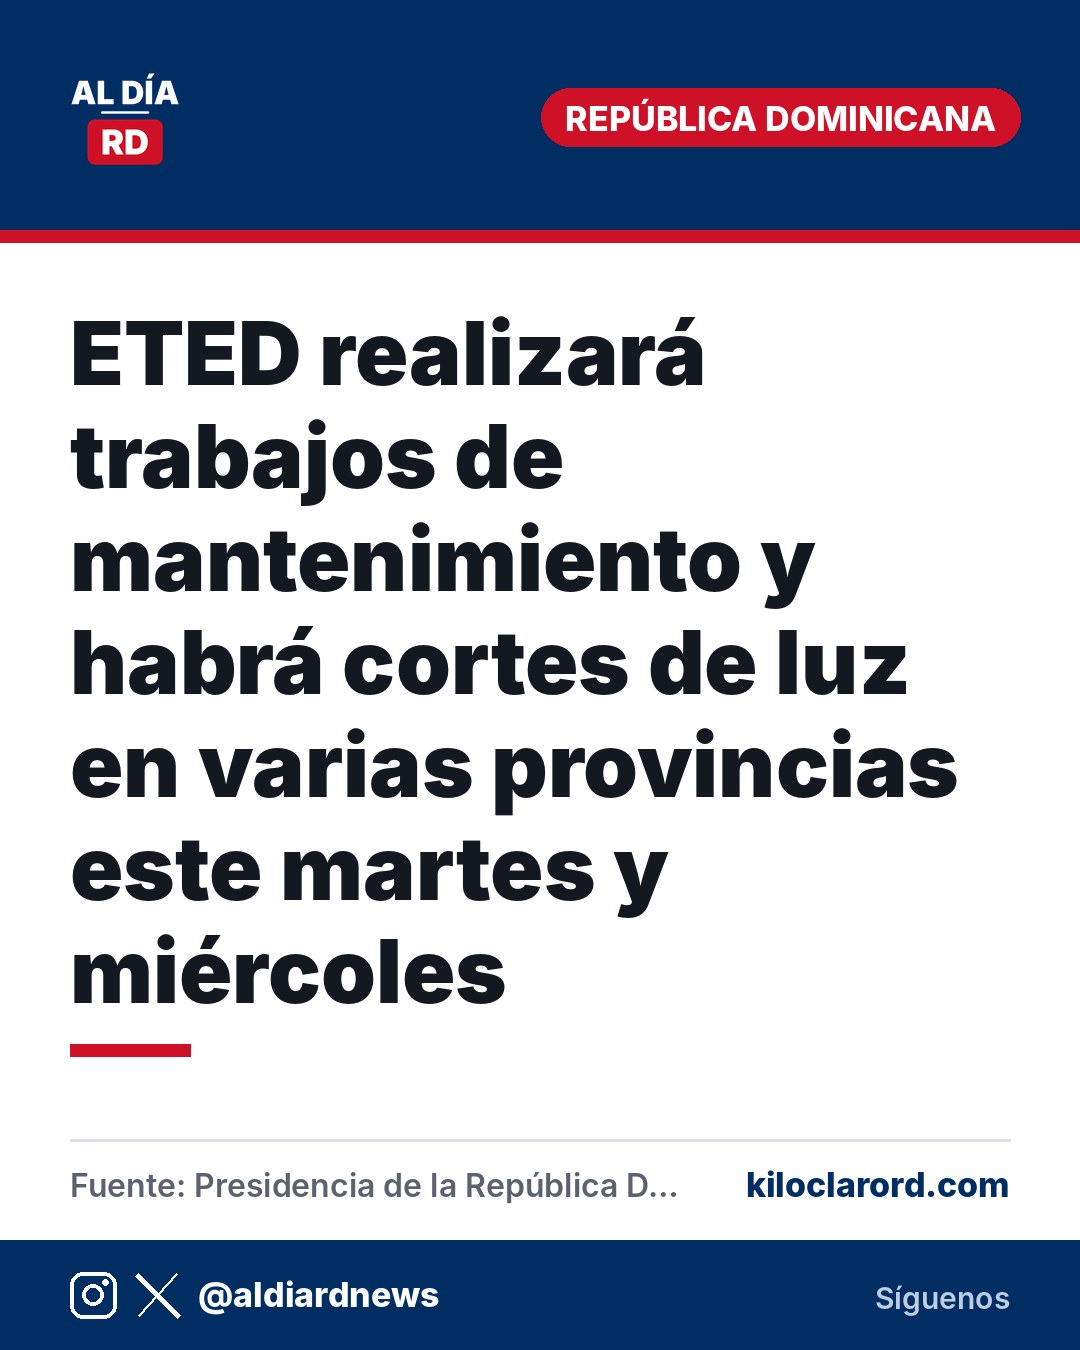 AL DÍA
RD
REPÚBLICA DOMINICANA
ETED realizará
trabajos de
mantenimiento y
habrá cortes de luz
en varias provincias
este martes y
miércoles
Fuente: Presidencia de la República D...
kiloclarord.com
@aldiardnews
Síguenos